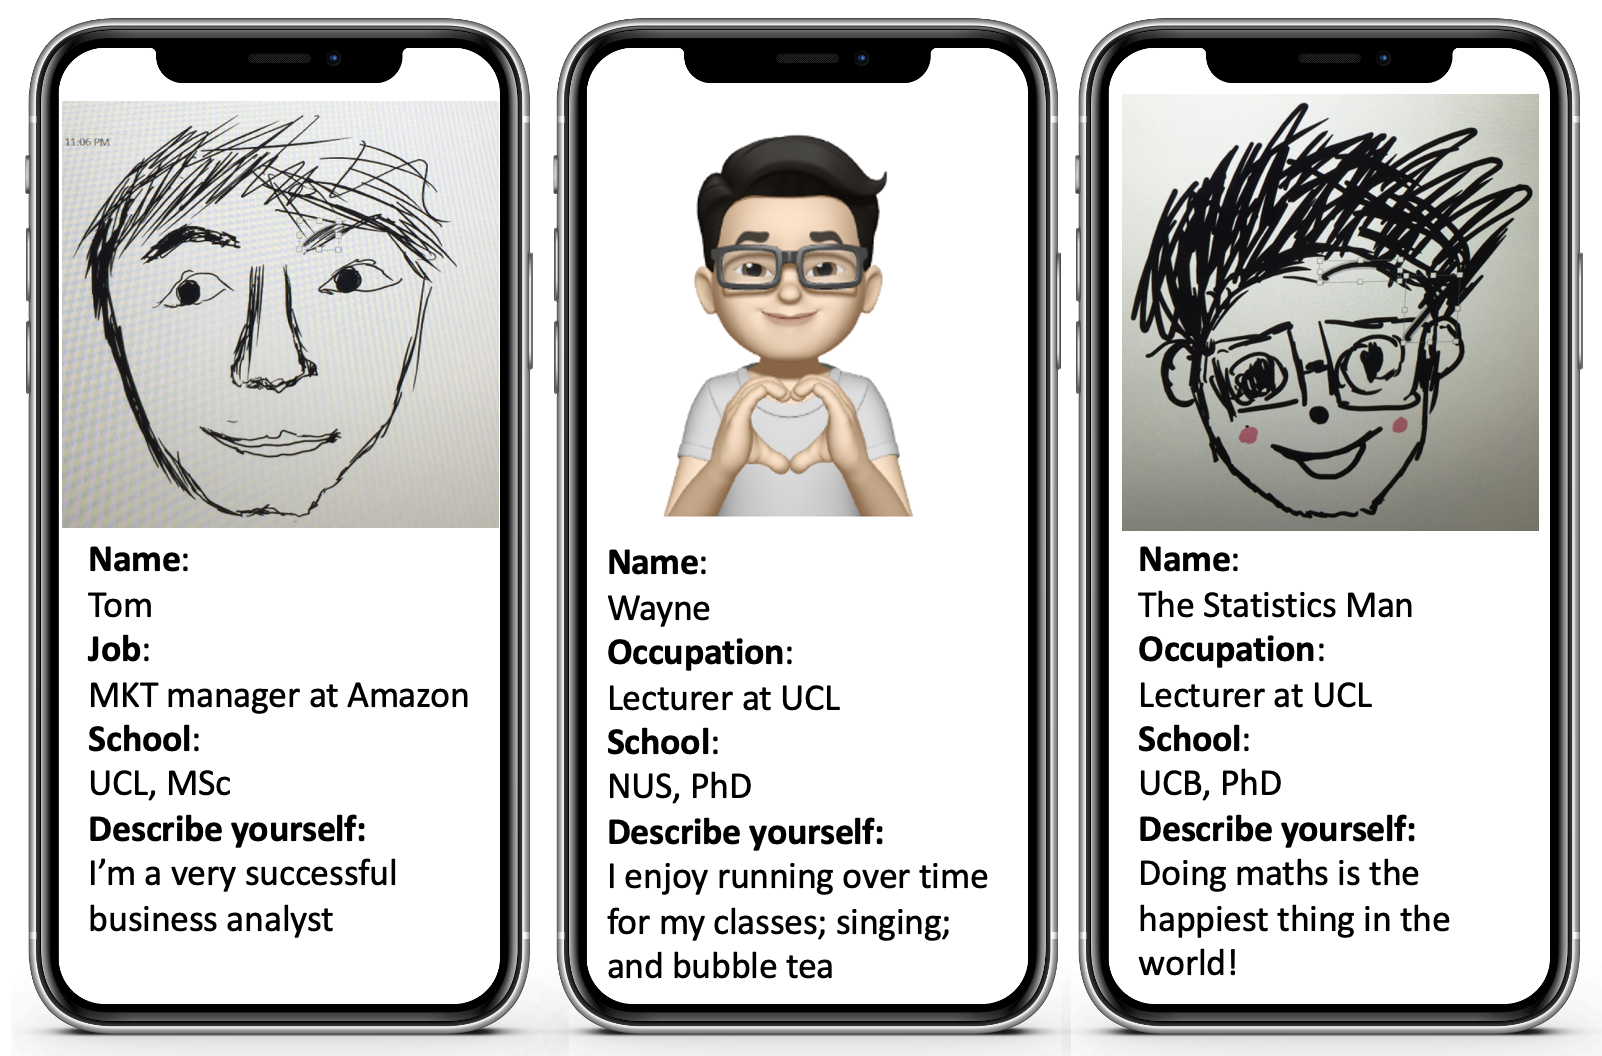 11:06 PM
Name:
Tom
Job:
MKT manager at Amazon
School:
UCL, MSc
Describe yourself:
I’m a very successful
business analyst
Name:
Wayne
Occupation:
Lecturer at UCL
School:
NUS, PhD
Describe yourself:
I enjoy running over time
for my classes; singing;
and bubble tea
Name:
The Statistics Man
Occupation:
Lecturer at UCL
School:
UCB, PhD
Describe yourself:
Doing maths is the
happiest thing in the
world!